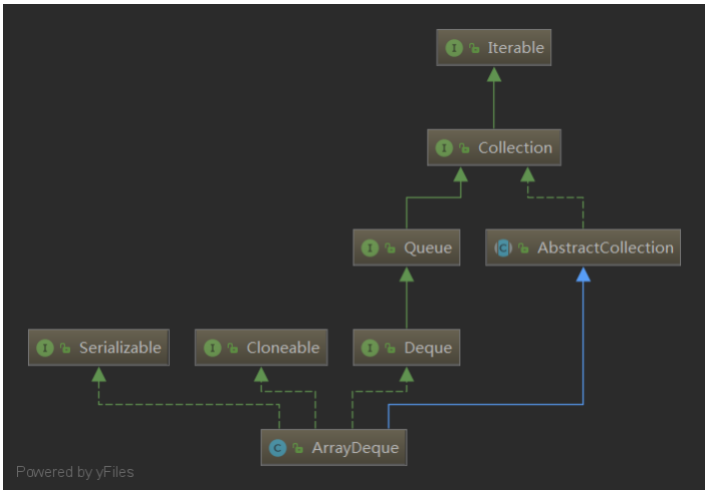 I Iterable
I Collection
I Queue
C AbstractCollection
I Serializable
I Cloneable
I Deque
C ArrayDeque
Powered by yFiles